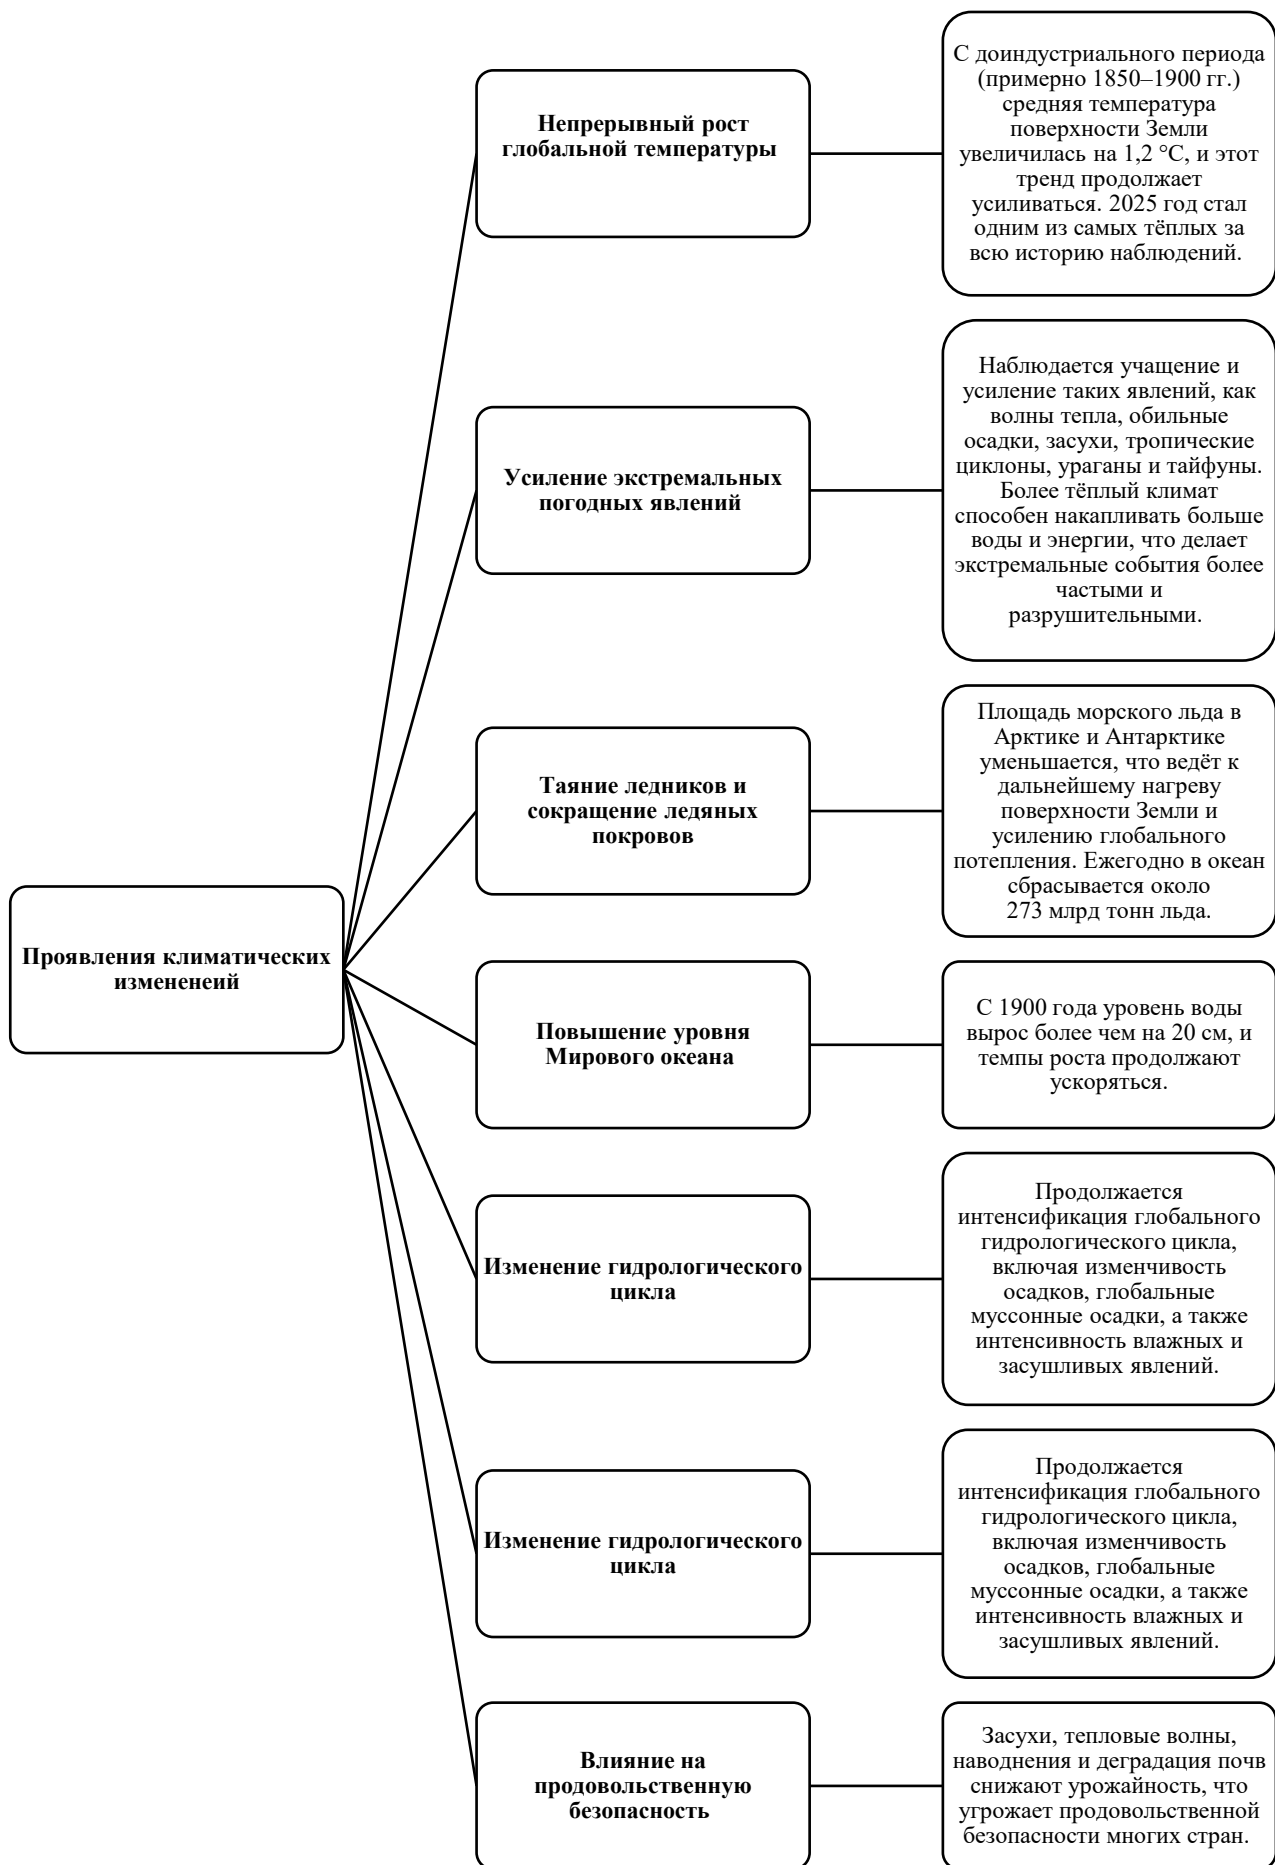 Проявления климатических
измененеий
Непрерывный рост
глобальной температуры
С доиндустриального периода
(примерно 1850–1900 гг.)
средняя температура
поверхности Земли
увеличилась на 1,2 °C, и этот
тренд продолжает
усиливаться. 2025 год стал
одним из самых тёплых за
всю историю наблюдений.
Усиление экстремальных
погодных явлений
Наблюдается учащение и
усиление таких явлений, как
волны тепла, обильные
осадки, засухи, тропические
циклоны, ураганы и тайфуны.
Более тёплый климат
способен накапливать больше
воды и энергии, что делает
экстремальные события более
частыми и
разрушительными.
Таяние ледников и
сокращение ледяных
покровов
Площадь морского льда в
Арктике и Антарктике
уменьшается, что ведёт к
дальнейшему нагреву
поверхности Земли и
усилению глобального
потепления. Ежегодно в океан
сбрасывается около
273 млрд тонн льда.
Повышение уровня
Мирового океана
С 1900 года уровень воды
вырос более чем на 20 см, и
темпы роста продолжают
ускоряться.
Изменение гидрологического
цикла
Продолжается
интенсификация глобального
гидрологического цикла,
включая изменчивость
осадков, глобальные
муссонные осадки, а также
интенсивность влажных и
засушливых явлений.
Изменение гидрологического
цикла
Продолжается
интенсификация глобального
гидрологического цикла,
включая изменчивость
осадков, глобальные
муссонные осадки, а также
интенсивность влажных и
засушливых явлений.
Влияние на
продовольственную
безопасность
Засухи, тепловые волны,
наводнения и деградация почв
снижают урожайность, что
угрожает продовольственной
безопасности многих стран.